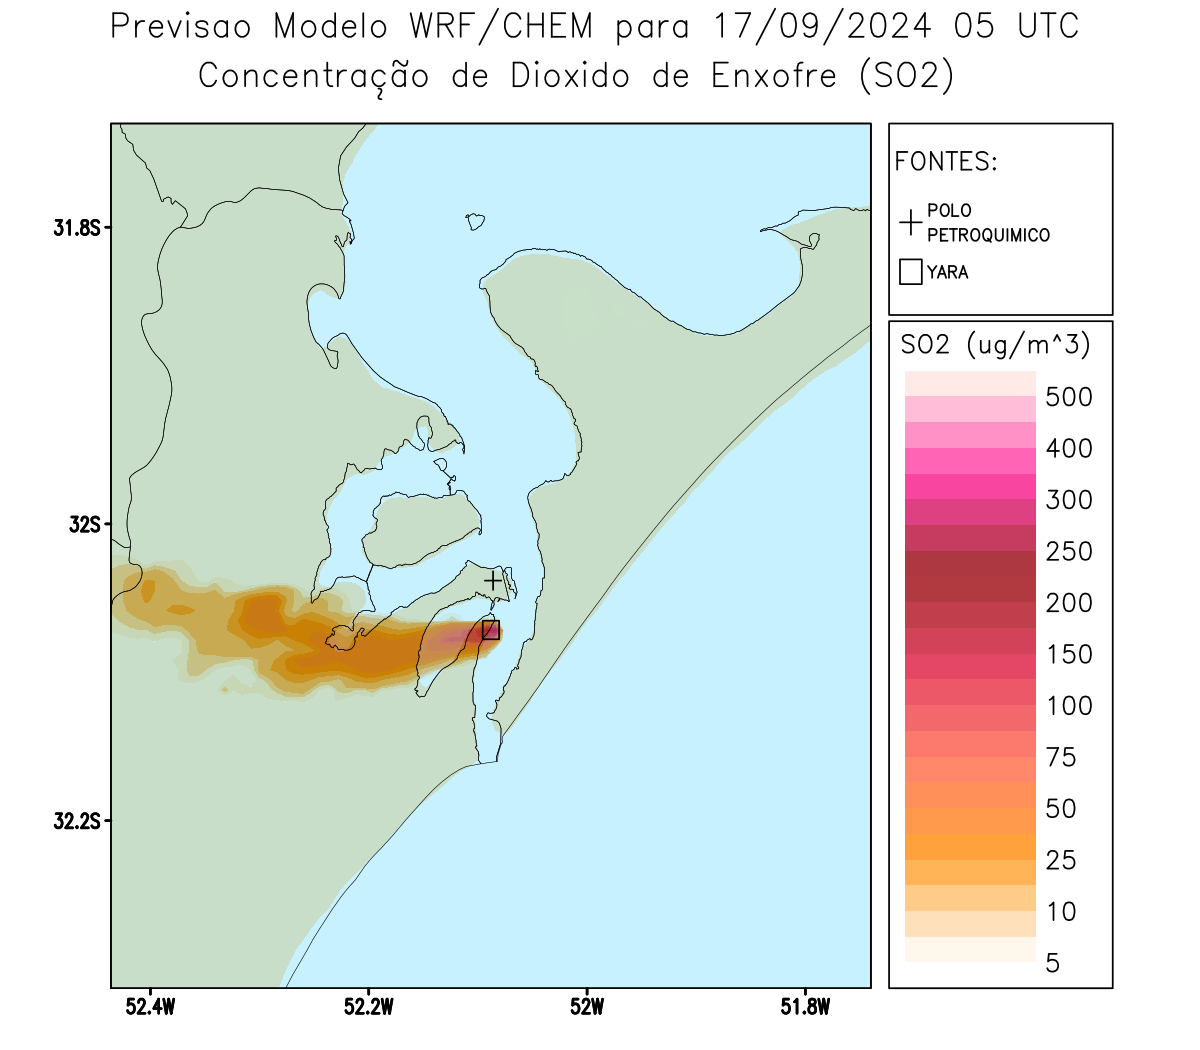 Previsao Modelo WRF/CHEM para 17/09/2024 05 UTC
Concentração de Dioxido de Enxofre (SO2)
FONTES:
POLO
PETROQUIMICO
YARA
SO2 (ug/m^3)
500
400
300
250
200
150
100
75
50
25
10
5
31.8S
32S
32.2S
52.4W
52.2W
52W
51.8W